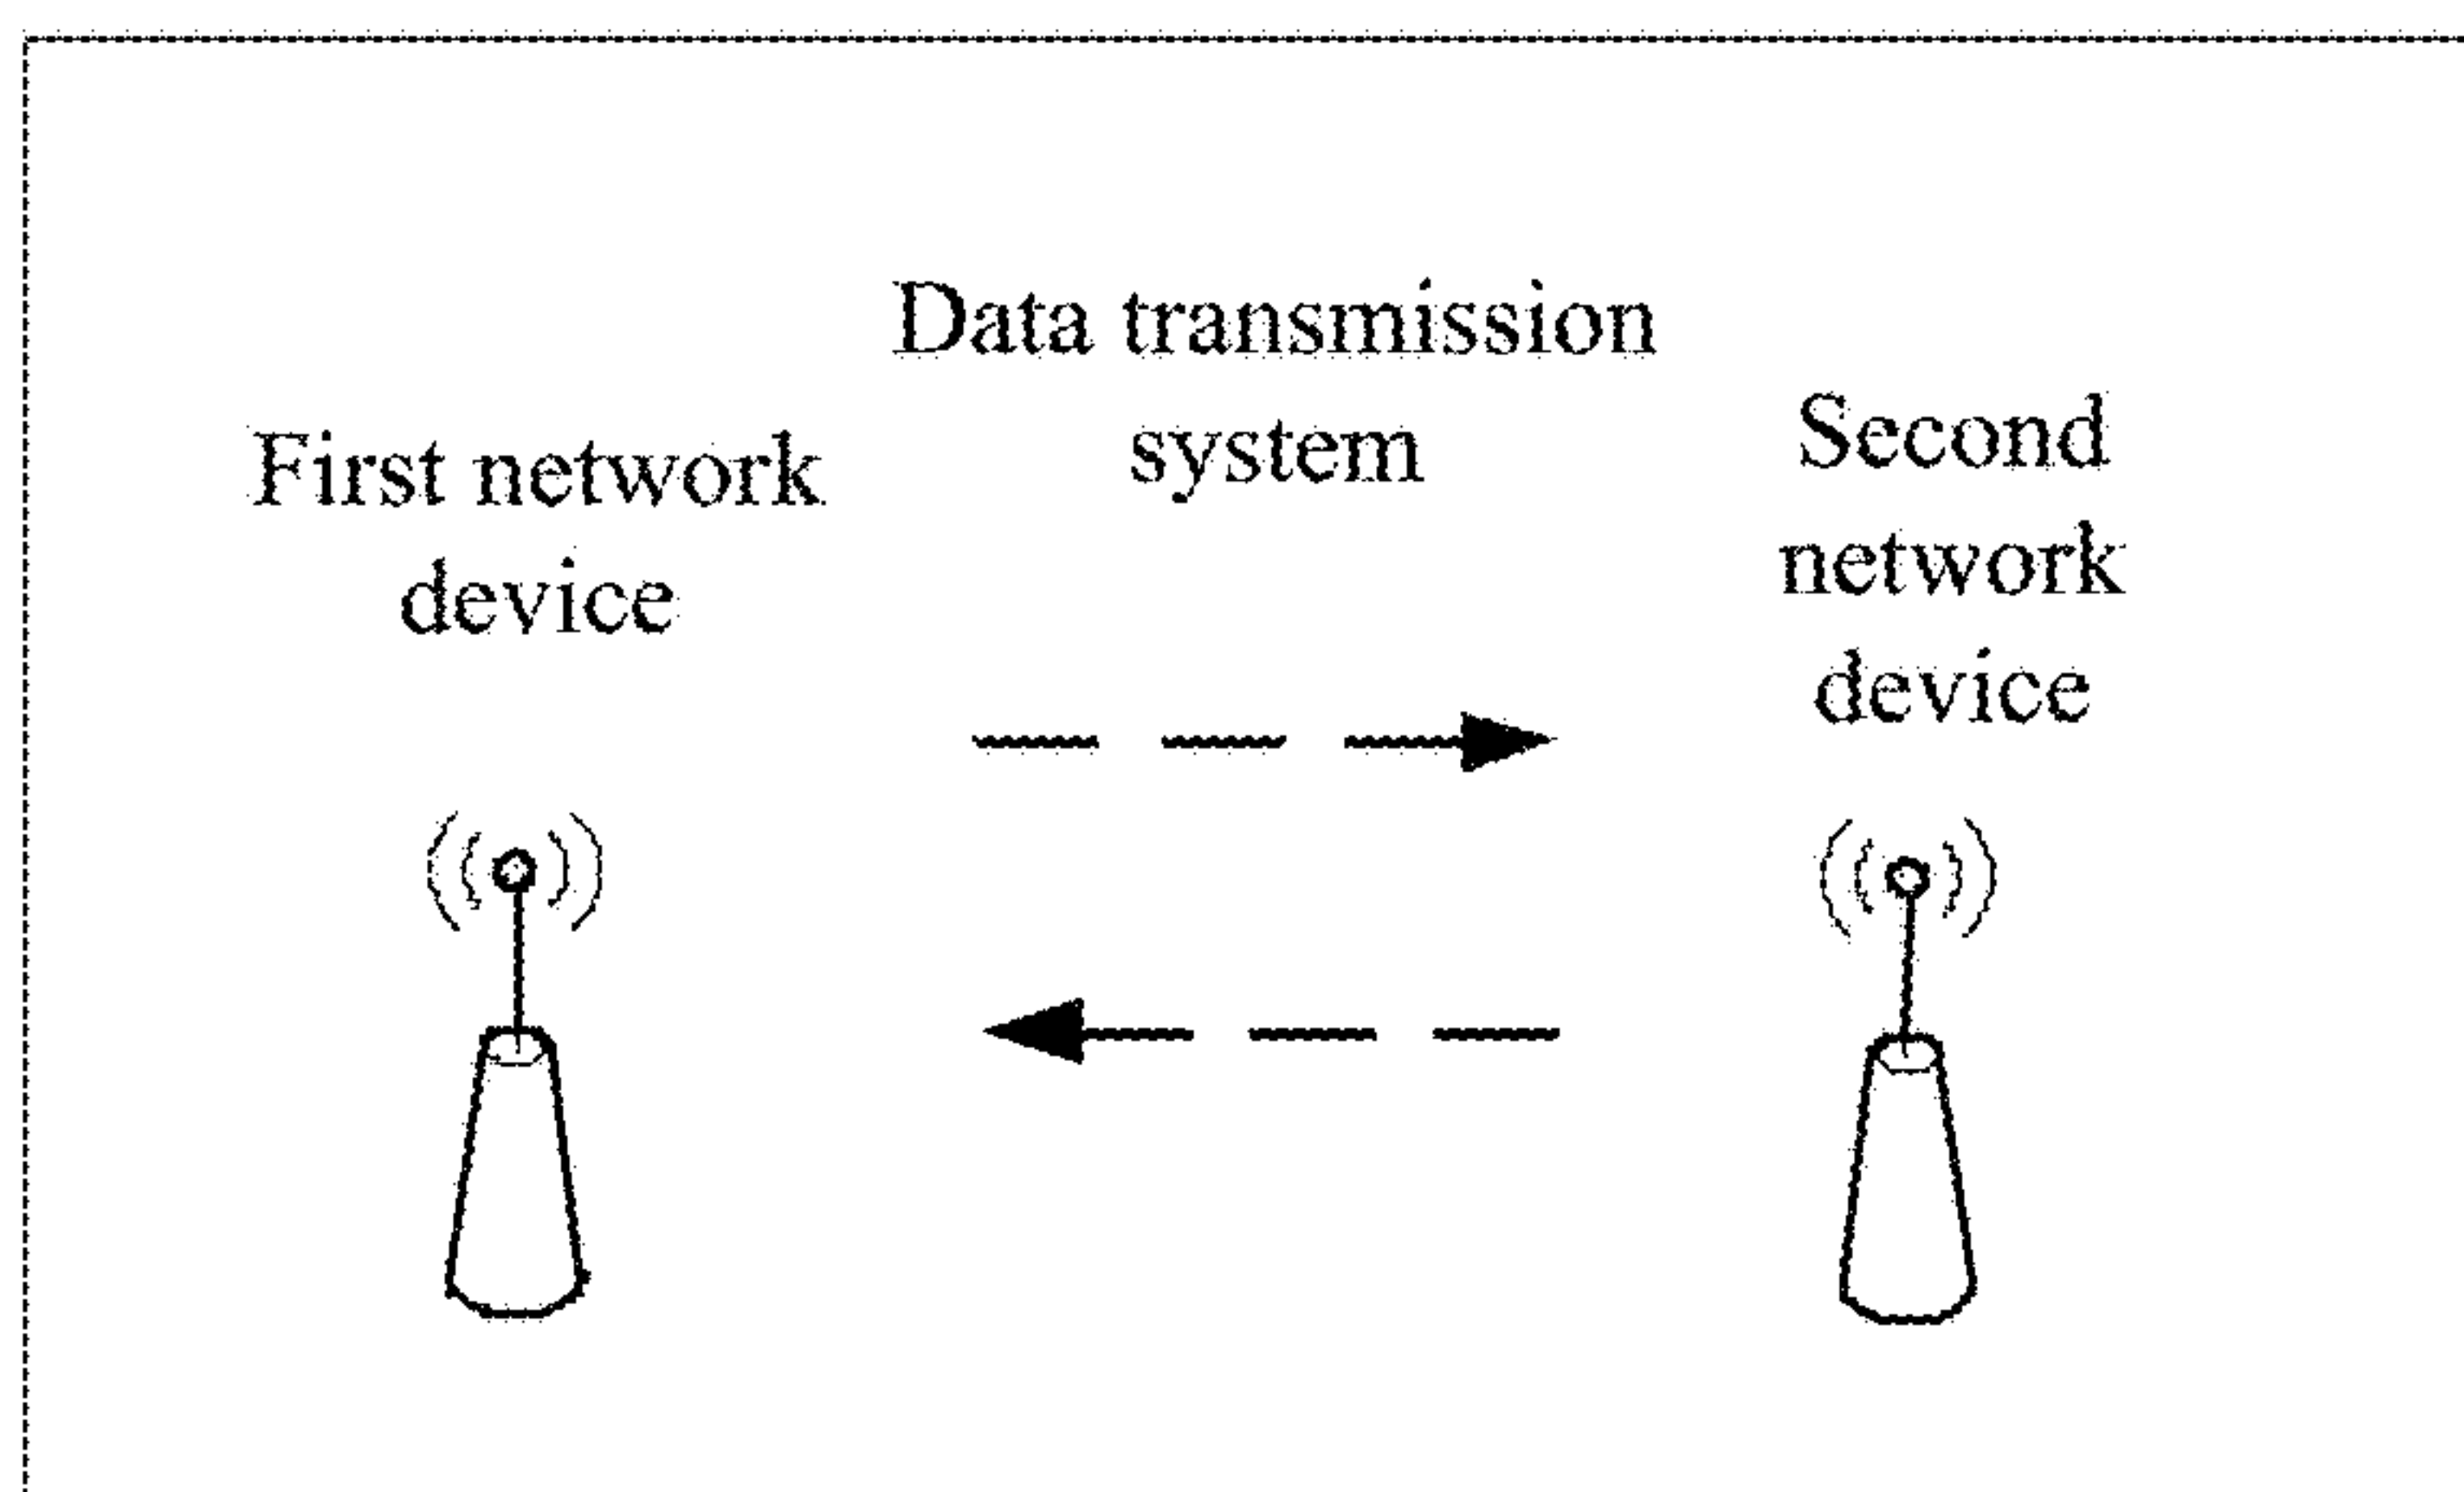 Data transmission
system
First network
device
Second
network
device